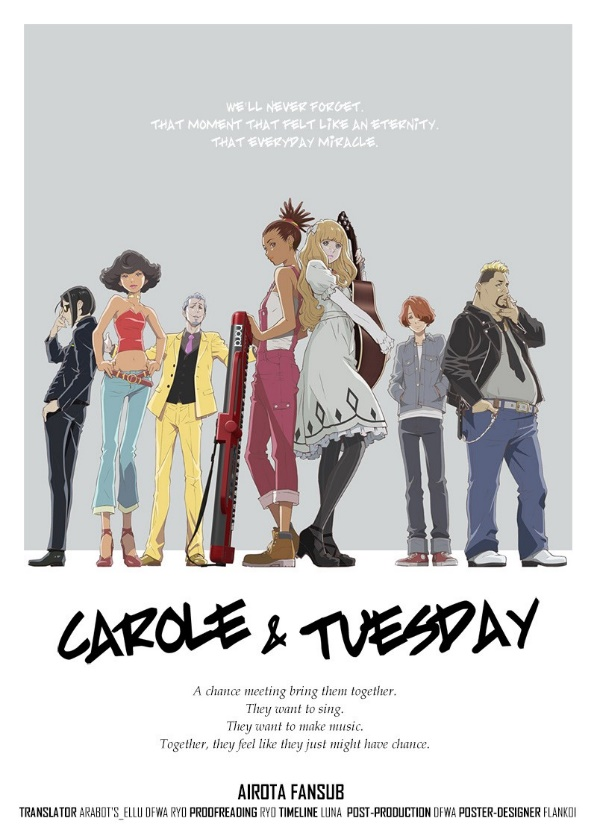 WE'LL NEVER FORGET.
THAT MOMENT THAT FELT LIKE AN ETERNITY.
THAT EVERYDAY MIRACLE.
nord
CAROLE & TUESDAY
A chance meeting bring them together.
They want to sing.
They want to make music.
Together, they feel like they just might have chance.
AIROTA FANSUB
TRANSLATOR ARABOT'S_ELLU DFWA RYO PROOFREADING RYO TIMELINE LUNA POST-PRODUCTION DFWA POSTER-DESIGNER FLANKOI